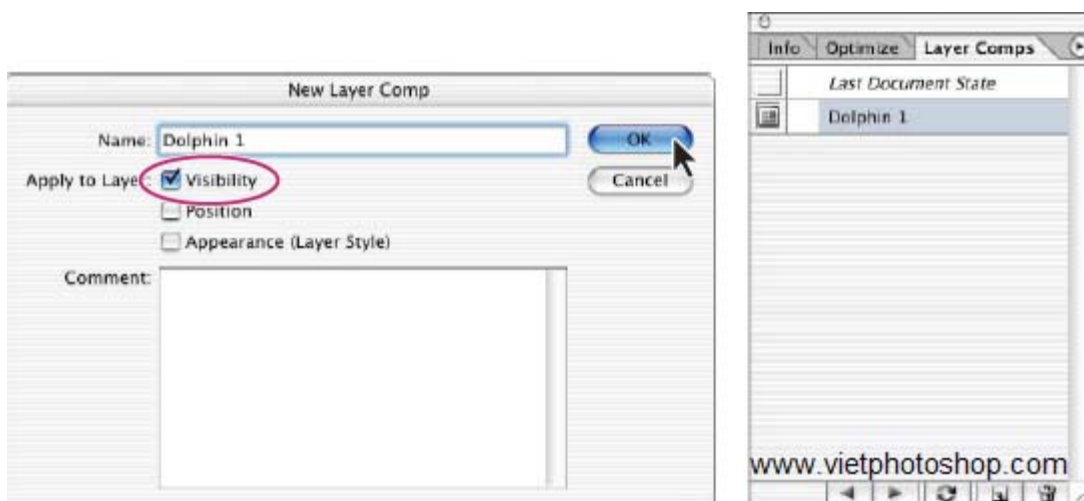 New Layer Comp
Name: Dolphin 1
OK
Apply to Layer: Visibility
Cancel
Position
Appearance (Layer Style)
Comment:
Info Optimize Layer Comps
Last Document State
Dolphin 1
www.vietphotoshop.com